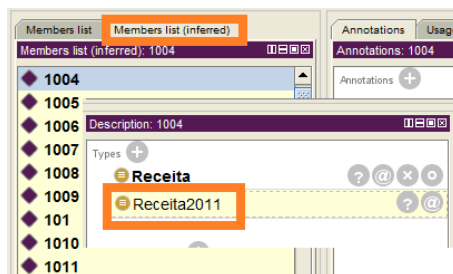 Members list
Members list (inferred)
Annotations
Usag
Members list (inferred): 1004
Annotations: 1004
Annotations
1004
1005
1006
1007
1008
1009
101
1010
1011
Description: 1004
Types
Receita
Receita2011